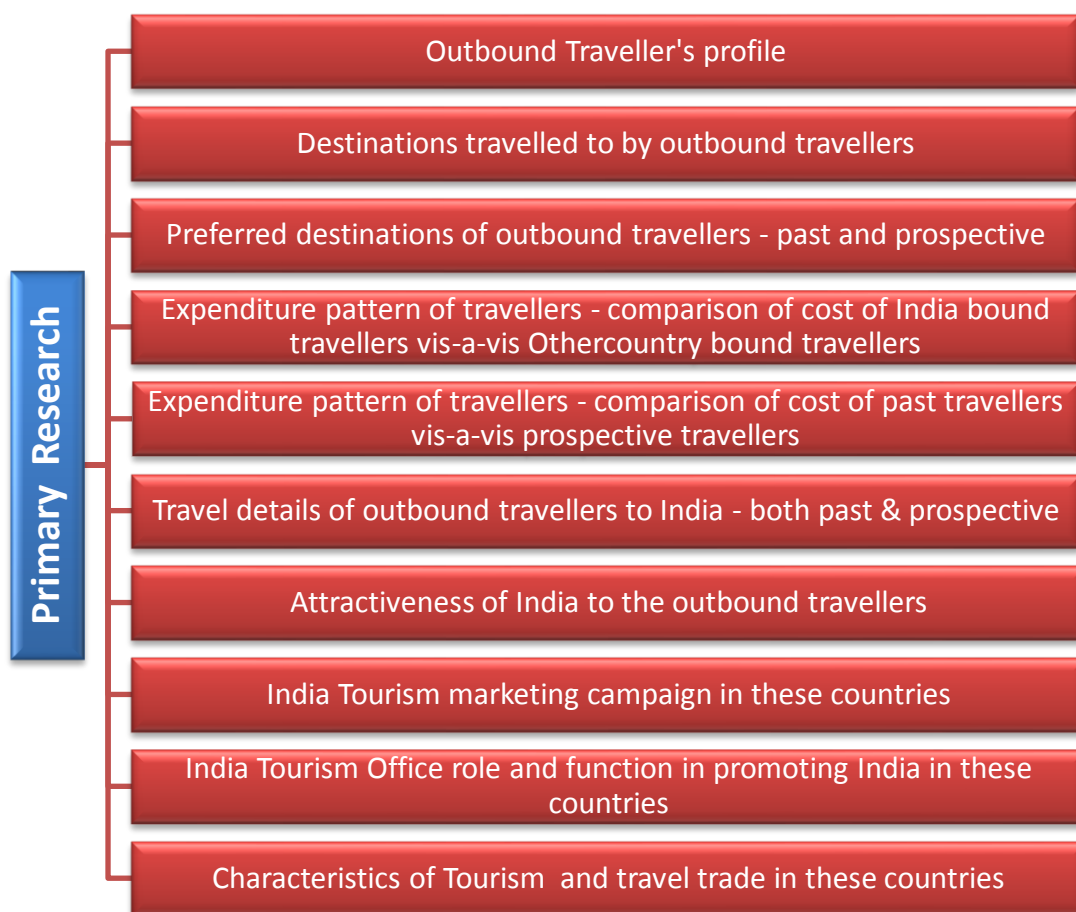 Primary Research
Outbound Traveller's profile
Destinations travelled to by outbound travellers
Preferred destinations of outbound travellers - past and prospective
Expenditure pattern of travellers - comparison of cost of India bound
travellers vis-a-vis Othercountry bound travellers
Expenditure pattern of travellers - comparison of cost of past travellers
vis-a-vis prospective travellers
Travel details of outbound travellers to India - both past & prospective
Attractiveness of India to the outbound travellers
India Tourism marketing campaign in these countries
India Tourism Office role and function in promoting India in these
countries
Characteristics of Tourism and travel trade in these countries